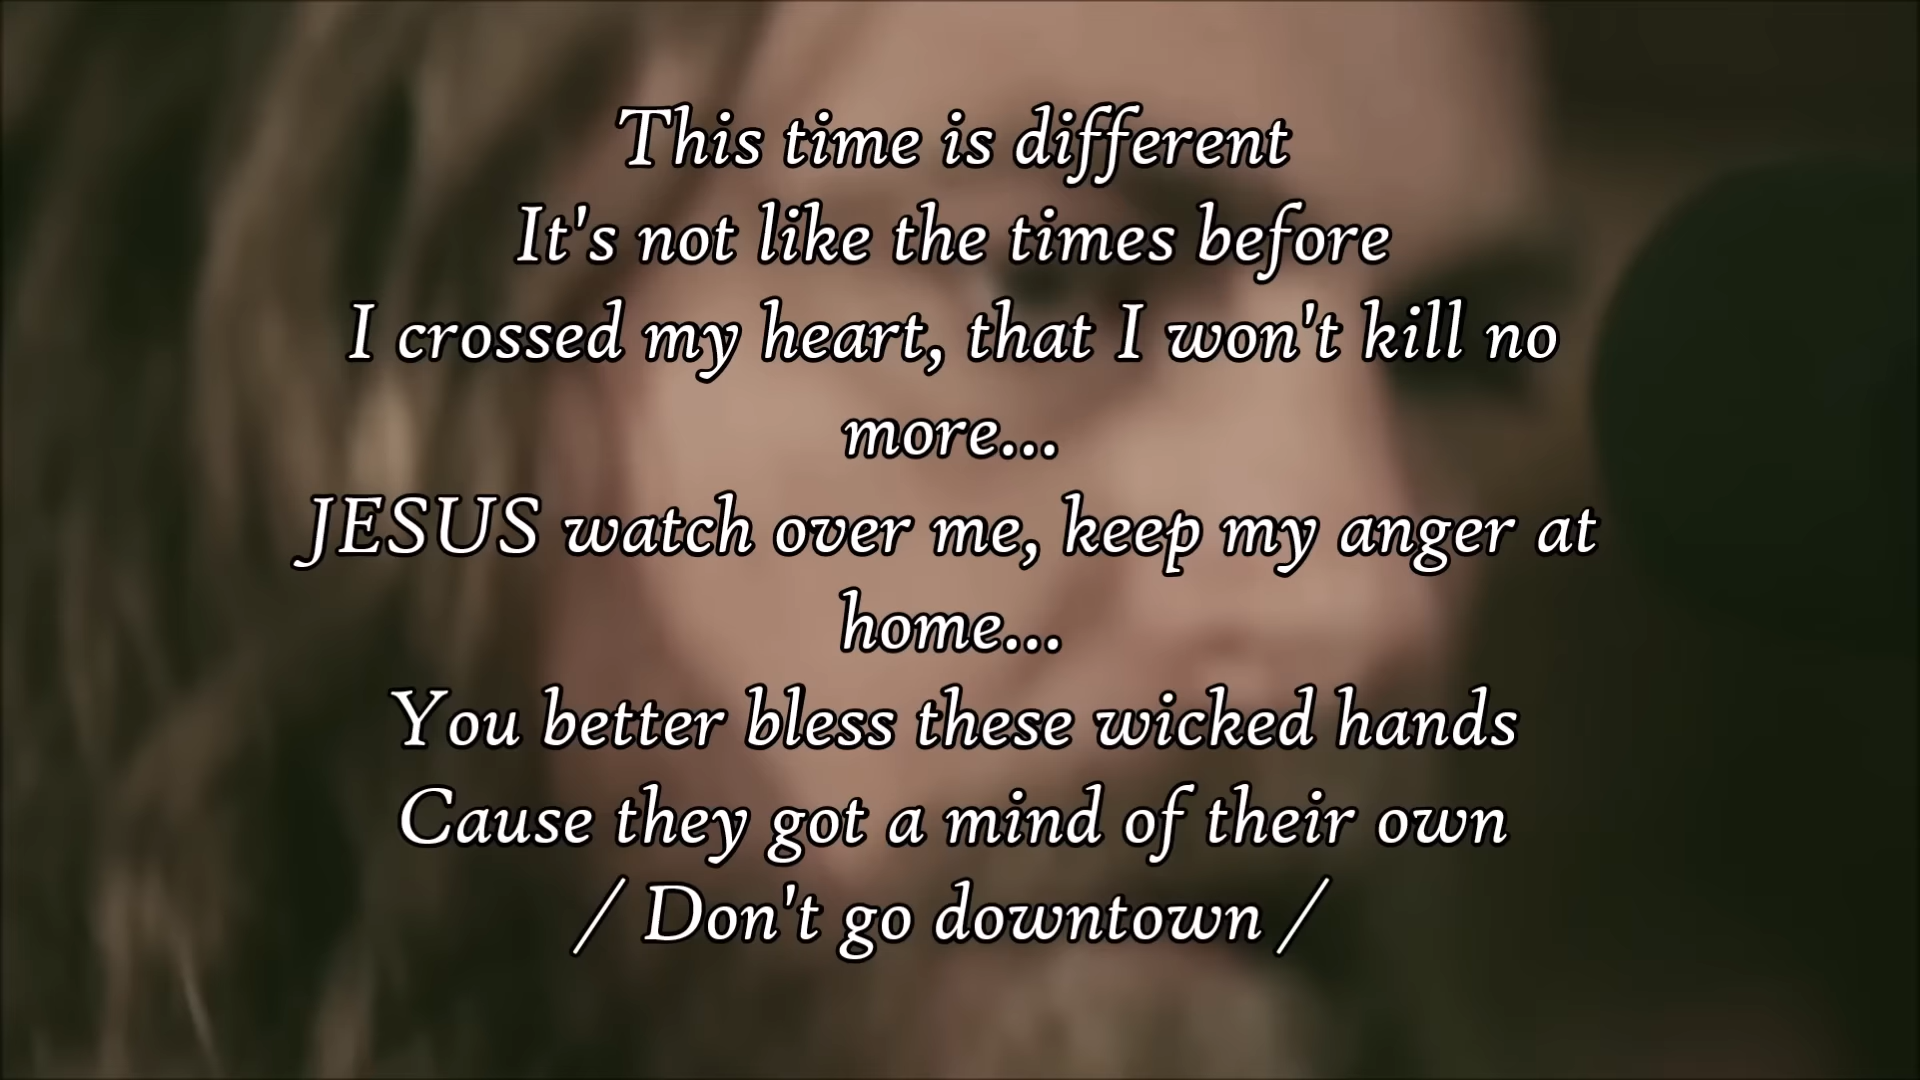 This time is different
It's not like the times before
I crossed my heart, that I won't kill no
more...
JESUS watch over me, keep my anger at
home...
You better bless these wicked hands
Cause they got a mind of their own
/ Don't go downtown /